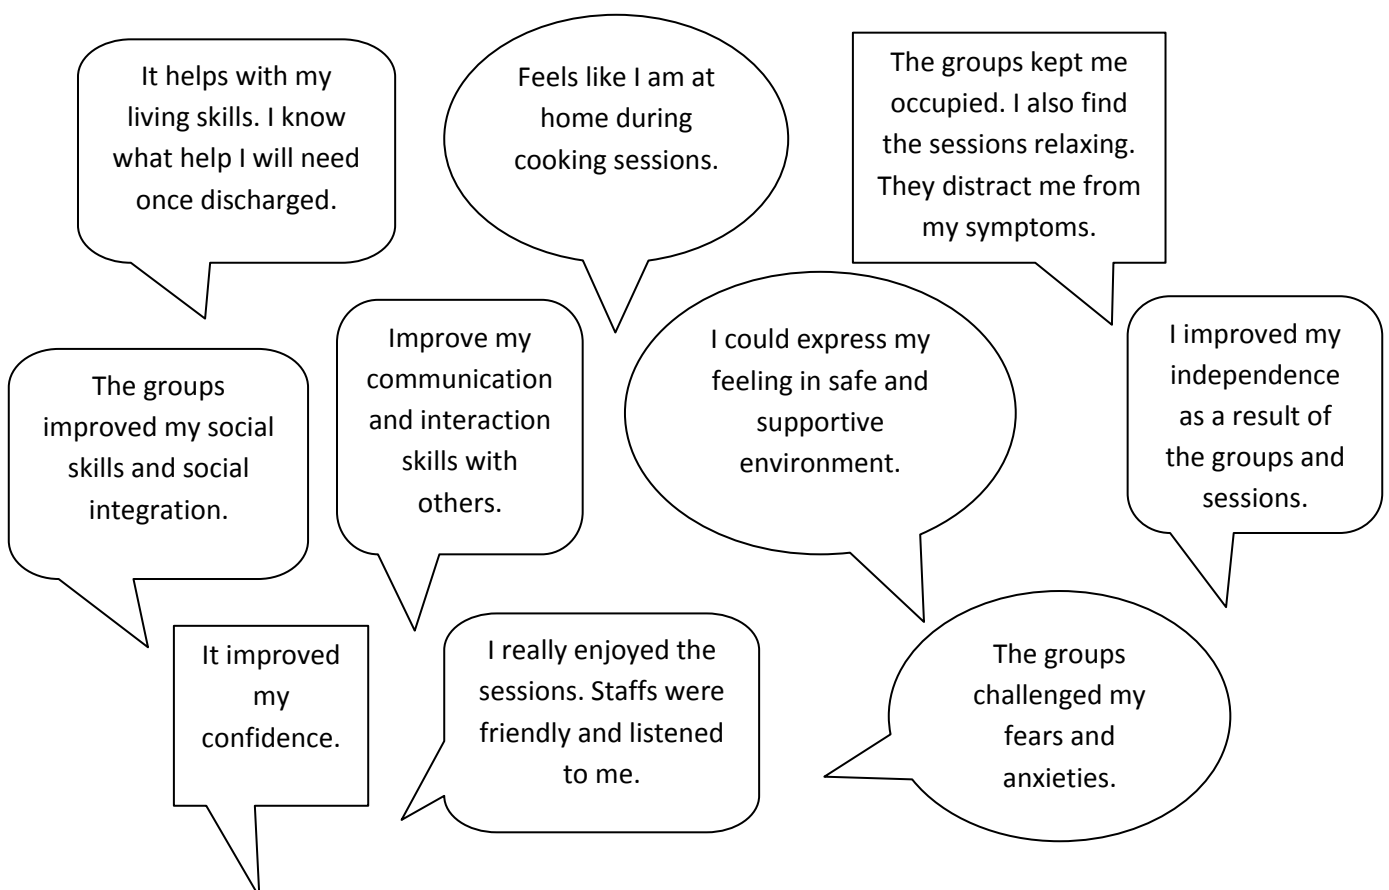 It helps with my
living skills. I know
what help I will need
once discharged.
Feels like I am at
home during
cooking sessions.
The groups kept me
occupied. I also find
the sessions relaxing.
They distract me from
my symptoms.
The groups
improved my social
skills and social
integration.
Improve my
communication
and interaction
skills with
others.
I could express my
feeling in safe and
supportive
environment.
I improved my
independence
as a result of
the groups and
sessions.
It improved
my
confidence.
I really enjoyed the
sessions. Staffs were
friendly and listened
to me.
The groups
challenged my
fears and
anxieties.